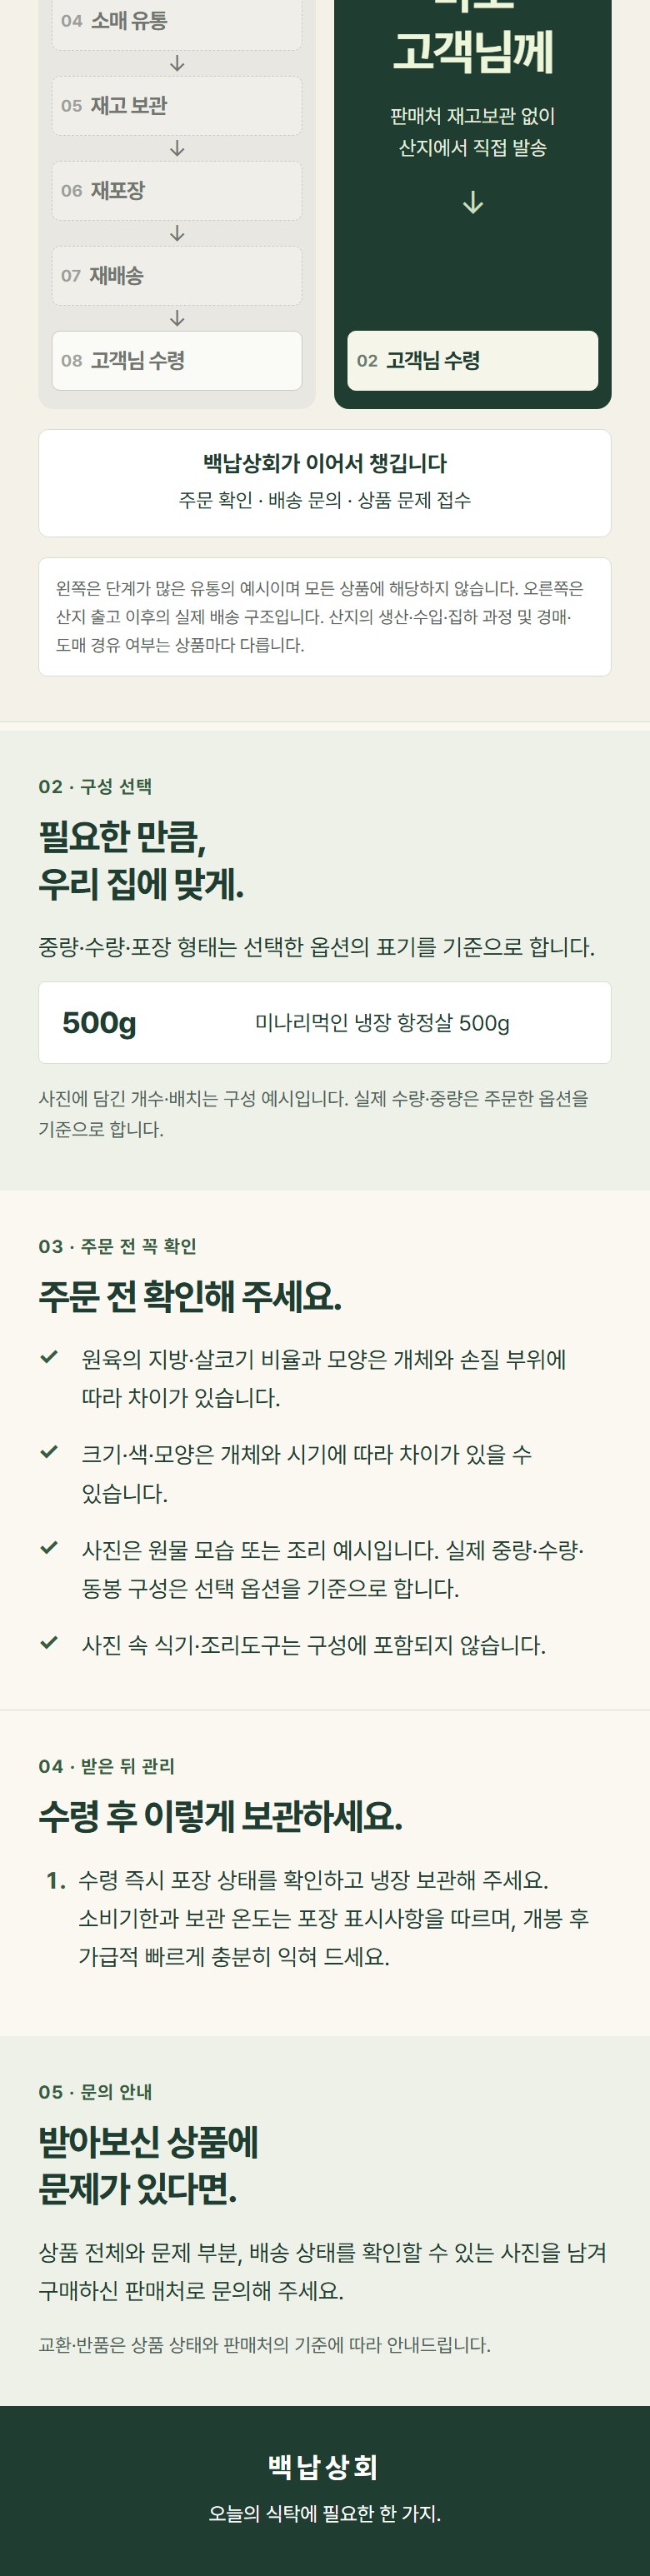 04 소매 유통
↓
05 재고 보관
↓
06 재포장
↓
07 재배송
↓
08 고객님 수령
고객님께
판매처 재고보관 없이
산지에서 직접 발송
↓
02 고객님 수령
백납상회가 이어서 챙깁니다
주문 확인 · 배송 문의 · 상품 문제 접수
왼쪽은 단계가 많은 유통의 예시이며 모든 상품에 해당하지 않습니다. 오른쪽은
산지 출고 이후의 실제 배송 구조입니다. 산지의 생산·수입·집하 과정 및 경매·
도매 경유 여부는 상품마다 다릅니다.
02 · 구성 선택
필요한 만큼,
우리 집에 맞게.
중량·수량·포장 형태는 선택한 옵션의 표기를 기준으로 합니다.
500g 미나리먹인 냉장 항정살 500g
사진에 담긴 개수·배치는 구성 예시입니다. 실제 수량·중량은 주문한 옵션을
기준으로 합니다.
03 · 주문 전 꼭 확인
주문 전 확인해 주세요.
✓ 원육의 지방·살코기 비율과 모양은 개체와 손질 부위에
따라 차이가 있습니다.
✓ 크기·색·모양은 개체와 시기에 따라 차이가 있을 수
있습니다.
✓ 사진은 원물 모습 또는 조리 예시입니다. 실제 중량·수량·
동봉 구성은 선택 옵션을 기준으로 합니다.
✓ 사진 속 식기·조리도구는 구성에 포함되지 않습니다.
04 · 받은 뒤 관리
수령 후 이렇게 보관하세요.
1. 수령 즉시 포장 상태를 확인하고 냉장 보관해 주세요.
소비기한과 보관 온도는 포장 표시사항을 따르며, 개봉 후
가급적 빠르게 충분히 익혀 드세요.
05 · 문의 안내
받아보신 상품에
문제가 있다면.
상품 전체와 문제 부분, 배송 상태를 확인할 수 있는 사진을 남겨
구매하신 판매처로 문의해 주세요.
교환·반품은 상품 상태와 판매처의 기준에 따라 안내드립니다.
백납상회
오늘의 식탁에 필요한 한 가지.